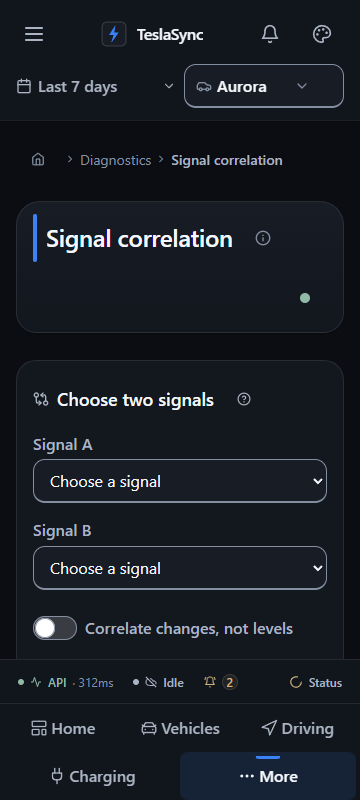 TeslaSync
Last 7 days
Aurora
Diagnostics
Signal correlation
Signal correlation
Choose two signals
Signal A
Choose a signal
Signal B
Choose a signal
Correlate changes, not levels
API · 312ms
Idle
2
Status
Home
Vehicles
Driving
Charging
More